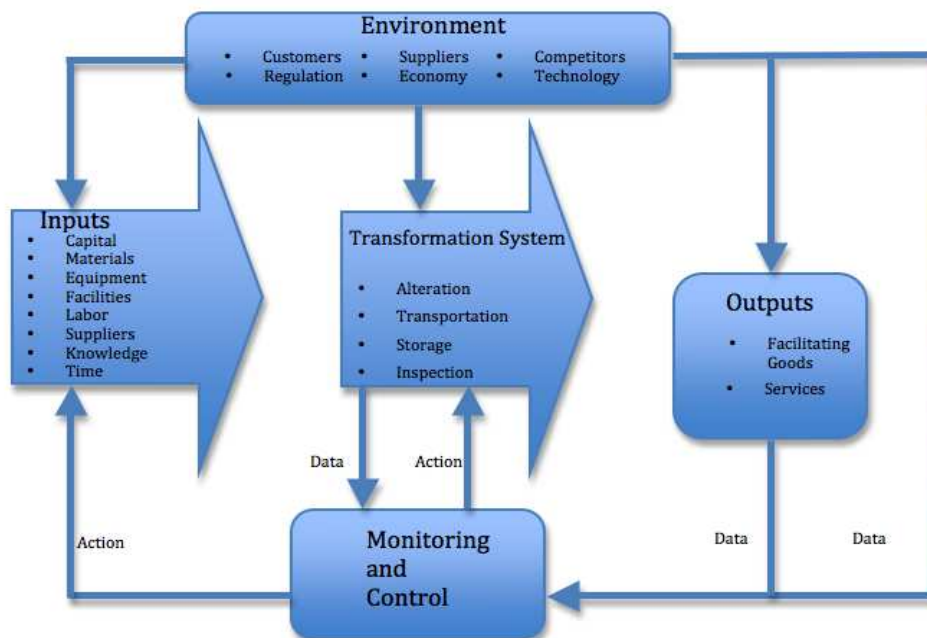 Environment
• Customers • Suppliers • Competitors
• Regulation • Economy • Technology
Inputs
• Capital
• Materials
• Equipment
• Facilities
• Labor
• Suppliers
• Knowledge
• Time
Transformation System
• Alteration
• Transportation
• Storage
• Inspection
Outputs
• Facilitating
Goods
• Services
Data
Action
Action
Data
Data
Monitoring
and
Control